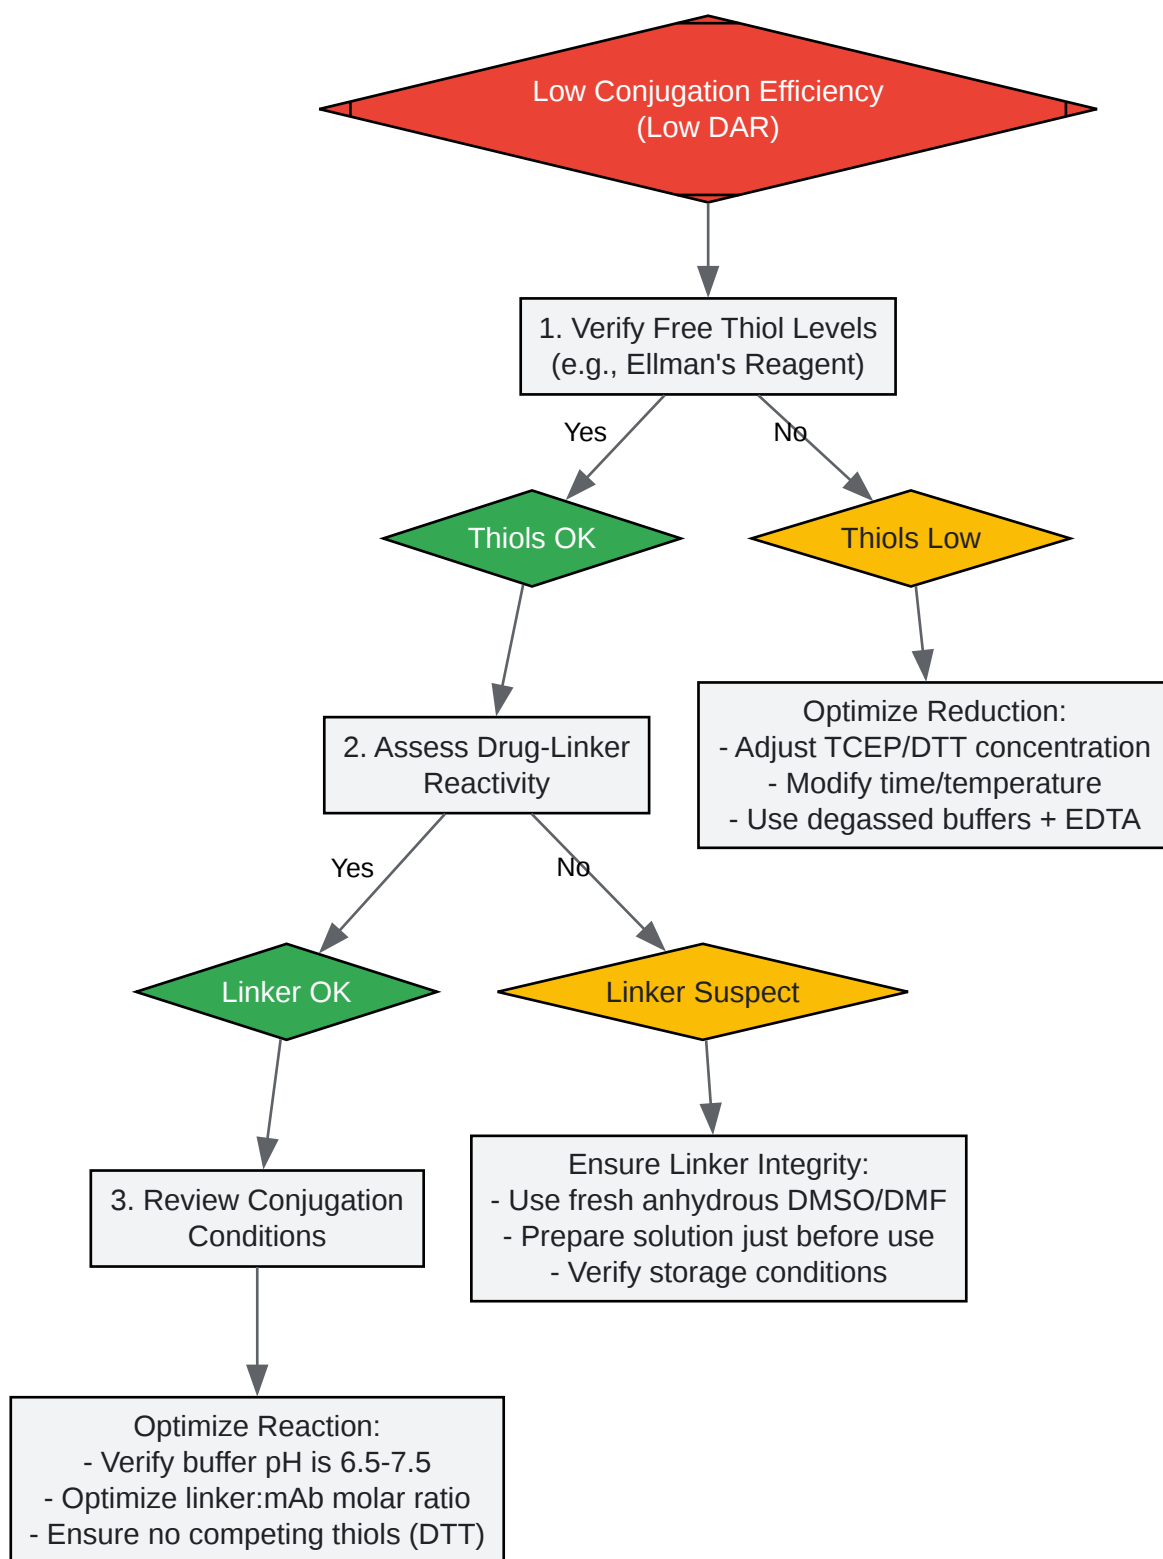 Low Conjugation Efficiency
(Low DAR)
1. Verify Free Thiol Levels
(e.g., Ellman's Reagent)
Yes
No
Thiols OK
Thiols Low
2. Assess Drug-Linker
Reactivity
Optimize Reduction:
- Adjust TCEP/DTT concentration
- Modify time/temperature
- Use degassed buffers + EDTA
Yes
No
Linker OK
Linker Suspect
3. Review Conjugation
Conditions
Ensure Linker Integrity:
- Use fresh anhydrous DMSO/DMF
- Prepare solution just before use
- Verify storage conditions
Optimize Reaction:
- Verify buffer pH is 6.5-7.5
- Optimize linker:mAb molar ratio
- Ensure no competing thiols (DTT)